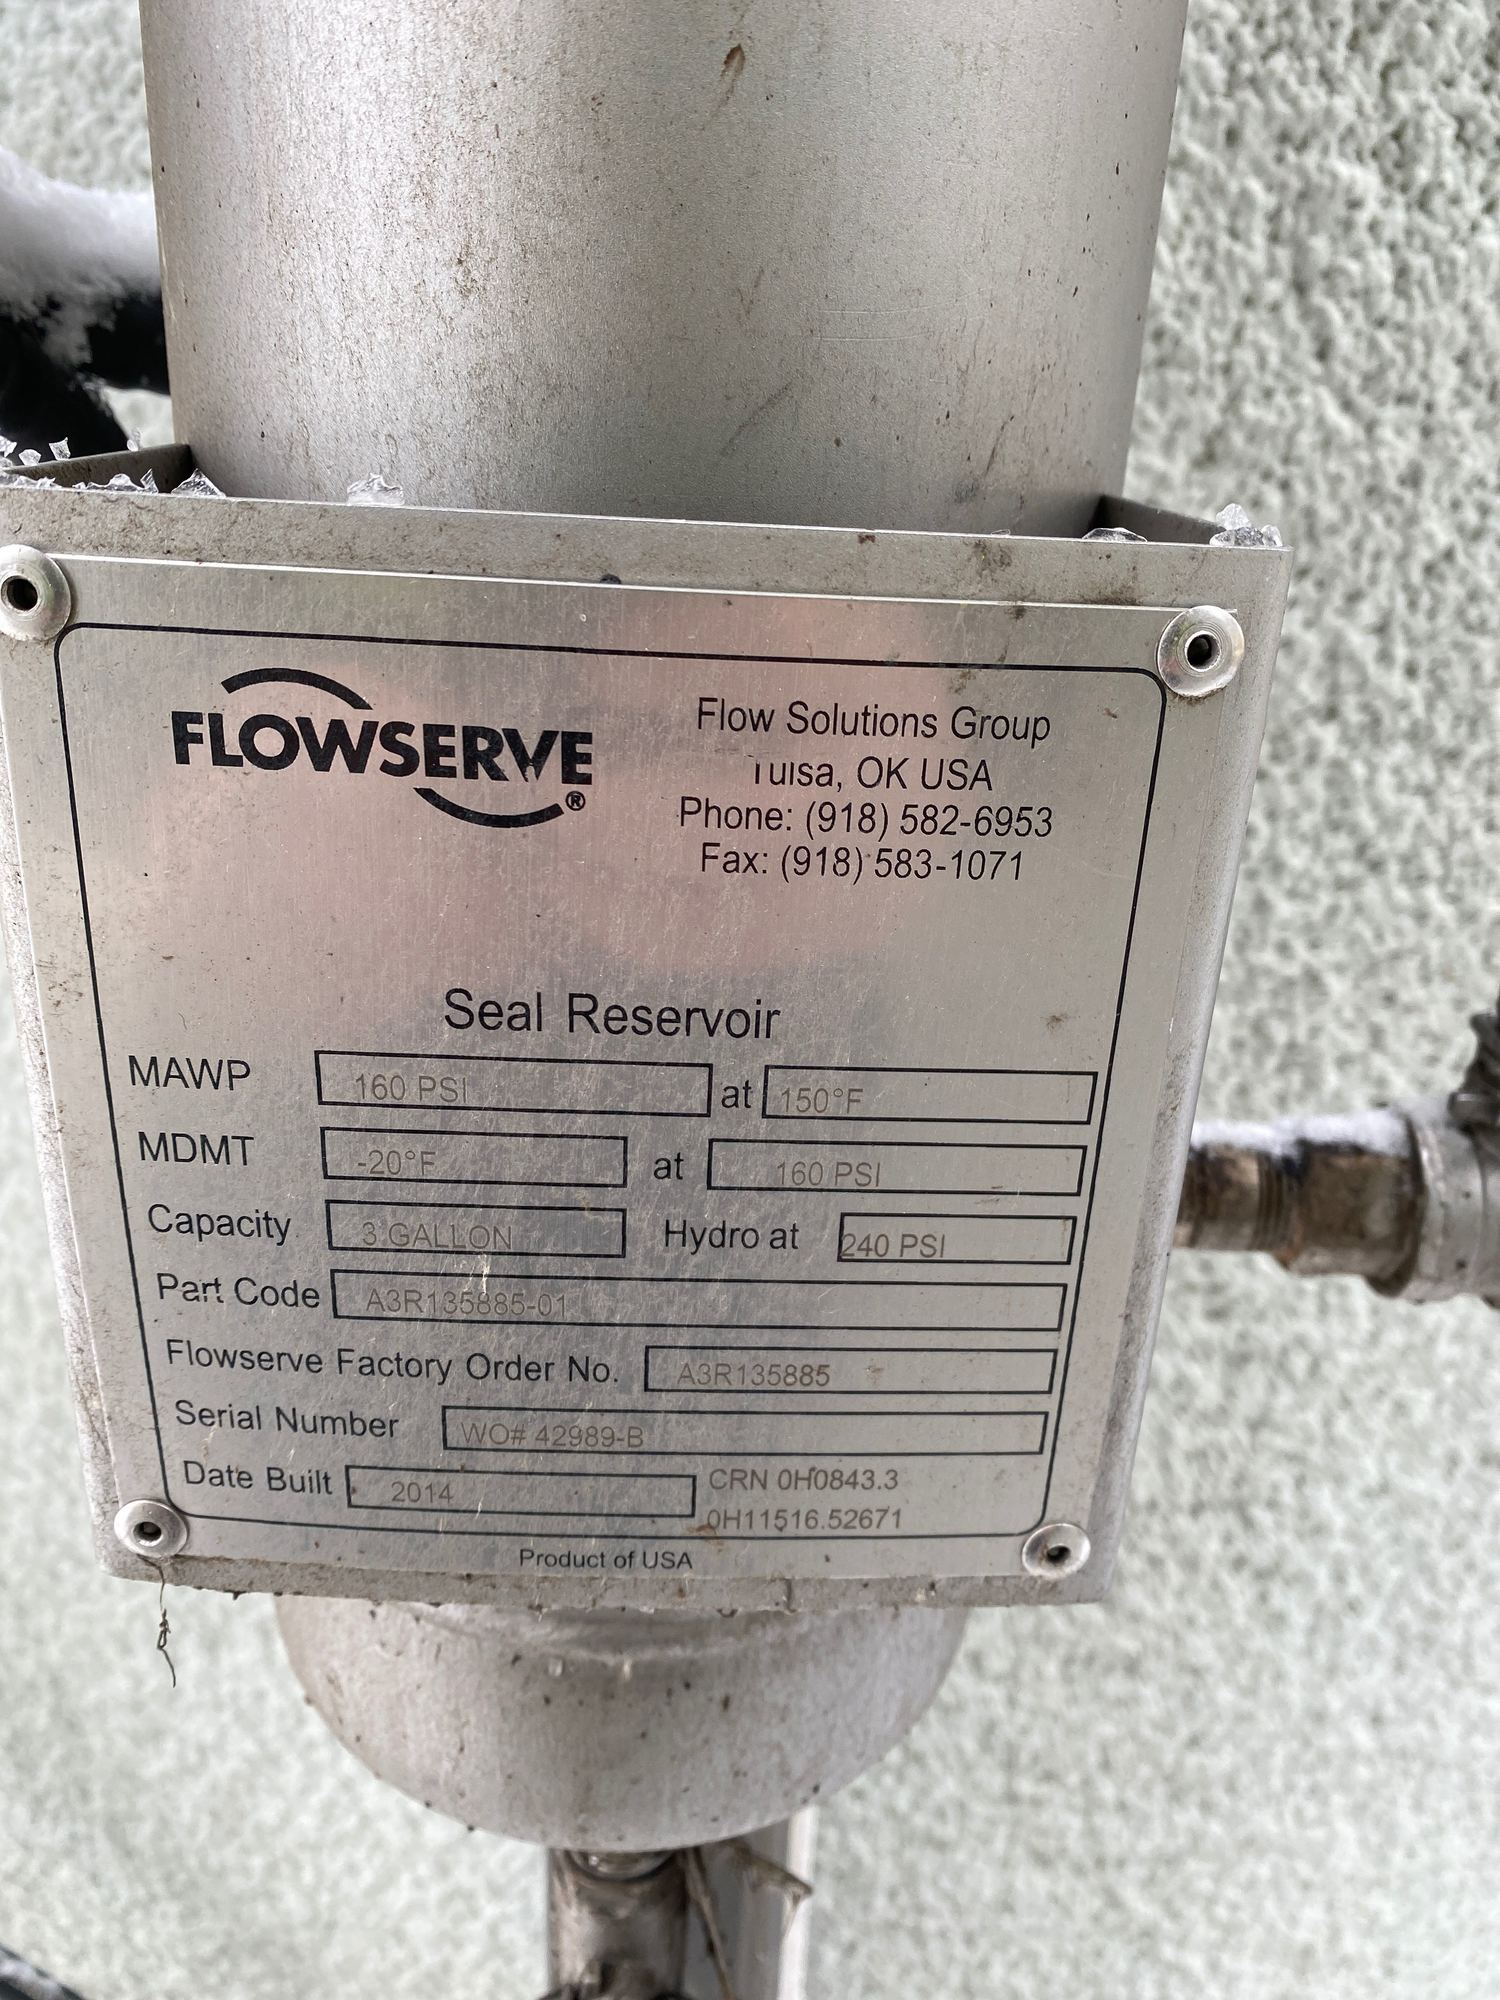 FLOWSERVE®
Flow Solutions Group
Tulsa, OK USA
Phone: (918) 582-6953
Fax: (918) 583-1071
Seal Reservoir
MAWP 160 PSI at 150°F
MDMT -20°F at 160 PSI
Capacity 3 GALLON Hydro at 240 PSI
Part Code A3R135885-01
Flowserve Factory Order No. A3R135885
Serial Number WO# 42989-B
Date Built 2014 CRN 0H0843.3
0H11516.52671
Product of USA